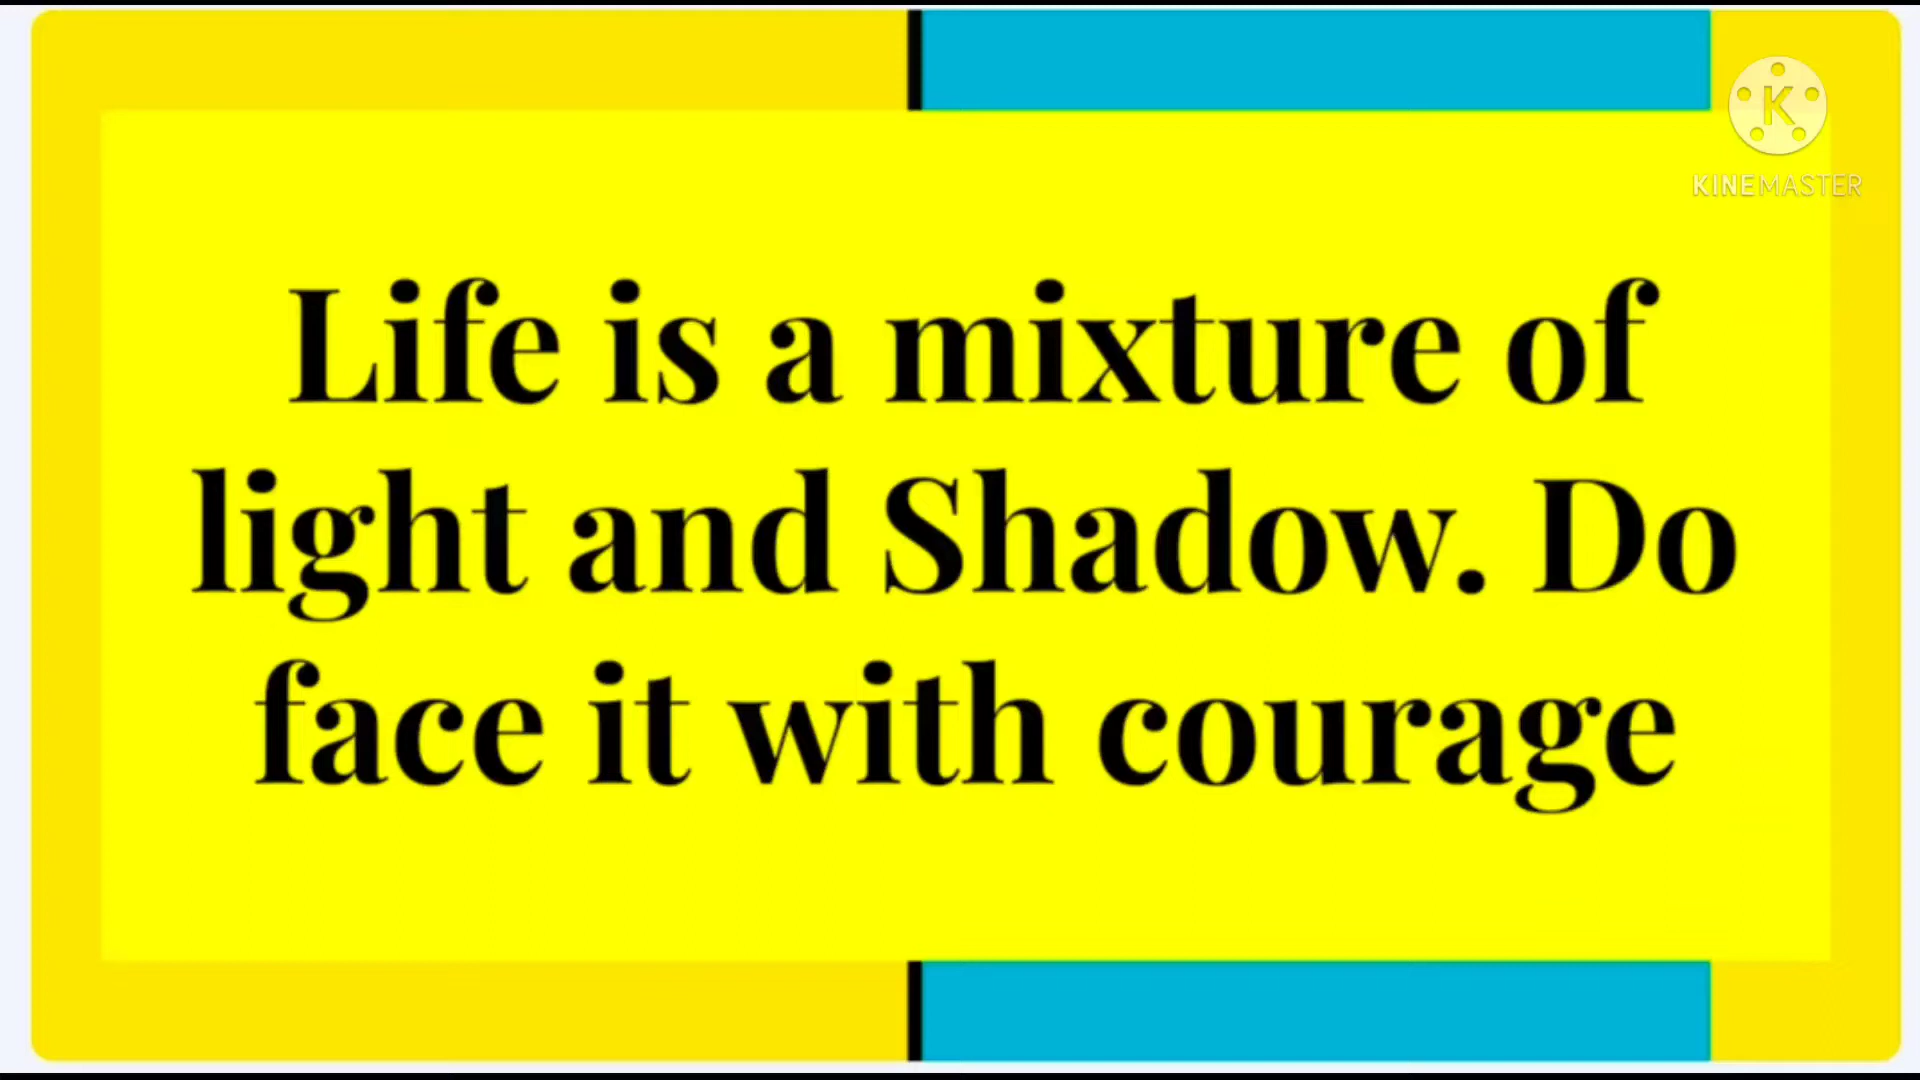 K
KINEMASTER
Life is a mixture of
light and Shadow. Do
face it with courage